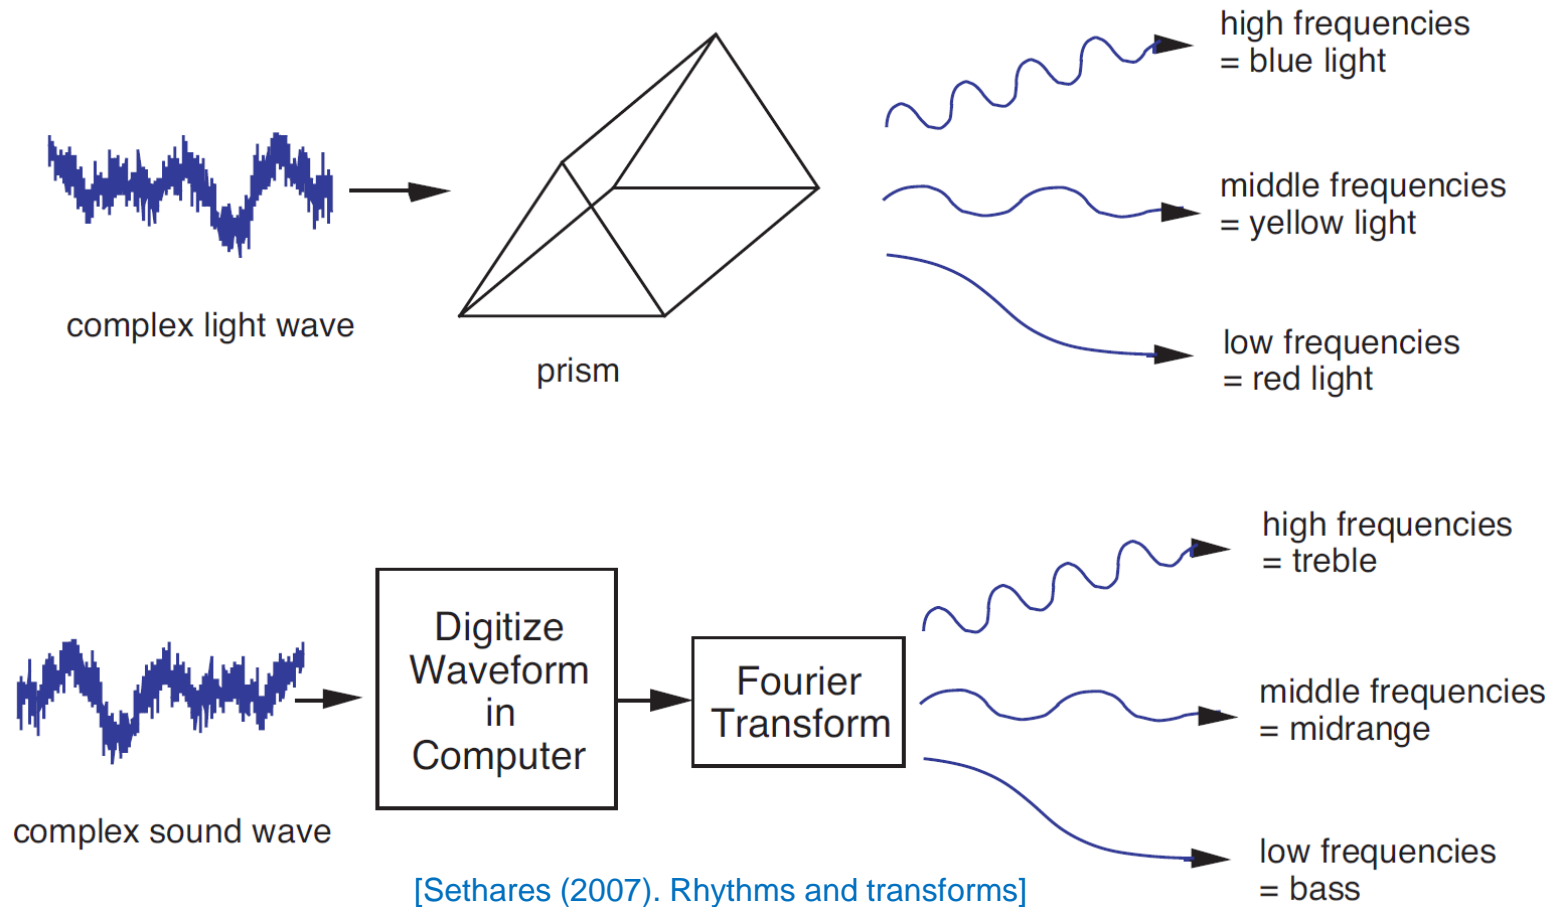 high frequencies
= blue light
middle frequencies
= yellow light
complex light wave
prism
low frequencies
= red light
high frequencies
= treble
Digitize
Waveform
in
Computer
Fourier
Transform
middle frequencies
= midrange
complex sound wave
low frequencies
= bass
[Sethares (2007). Rhythms and transforms]